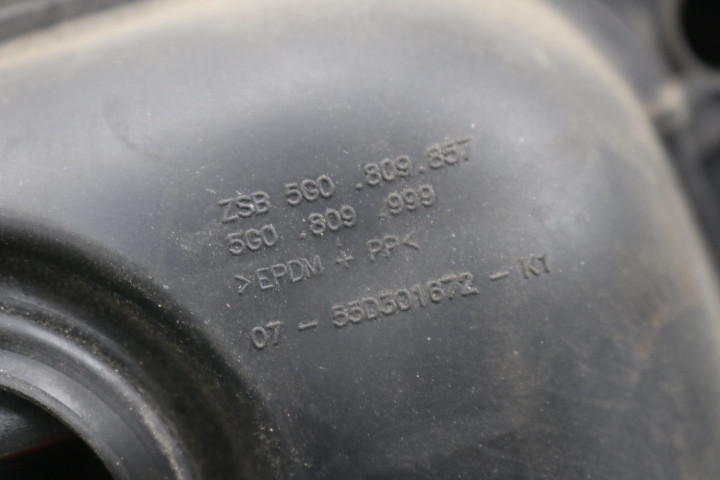 ZSB 5G0 .809.857
5G0 .809 .999
>EPDM + PP<
07 - 55D301672 - K1